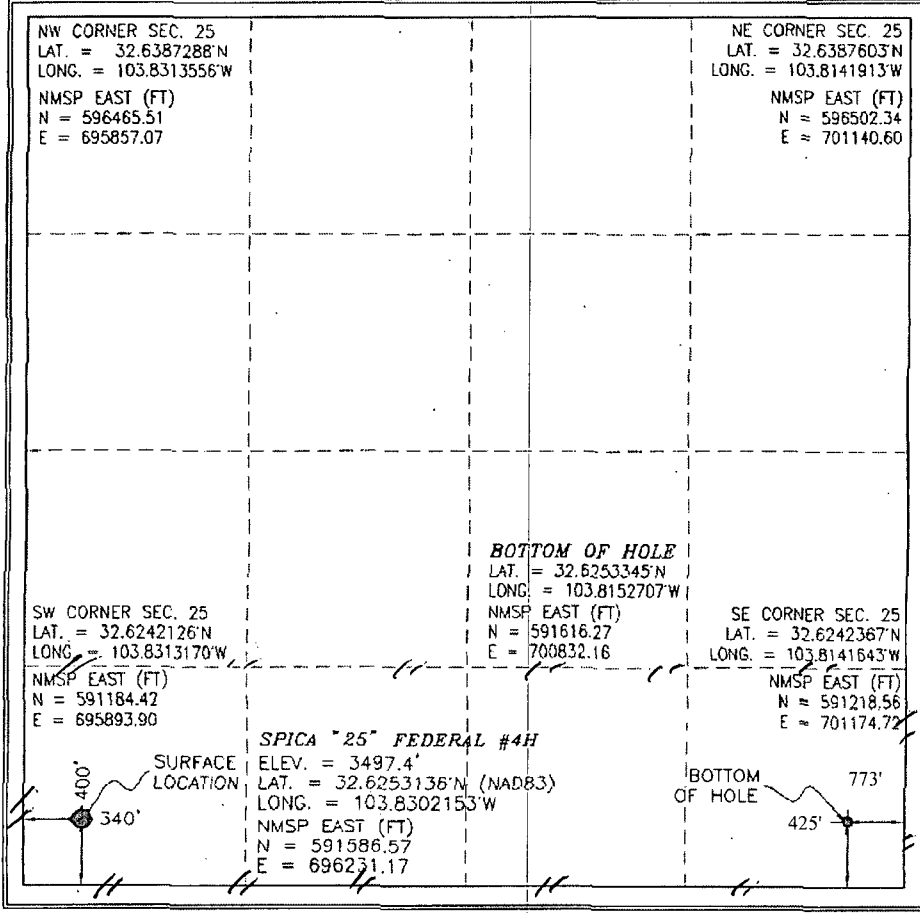 NW CORNER SEC. 25
LAT. = 32.6387288'N
LONG. = 103.8313556'W
NMSP EAST (FT)
N = 596465.51
E = 695857.07
NE CORNER SEC. 25
LAT. = 32.6387603'N
LONG. = 103.8141913'W
NMSP EAST (FT)
N = 596502.34
E = 701140.60
BOTTOM OF HOLE
LAT. = 32.6253345'N
LONG. = 103.8152707'W
NMSP EAST (FT)
N = 591616.27
E = 700832.16
SW CORNER SEC. 25
LAT. = 32.6242126'N
LONG. = 103.8313170'W
NMSP EAST (FT)
N = 591184.42
E = 695893.90
SE CORNER SEC. 25
LAT. = 32.6242367'N
LONG. = 103.8141643'W
NMSP EAST (FT)
N = 591218.56
E = 701174.72
SPICA "25" FEDERAL #4H
ELEV. = 3497.4'
LAT. = 32.6253136'N (NAD83)
LONG. = 103.8302153'W
NMSP EAST (FT)
N = 591586.57
E = 696231.17
SURFACE
LOCATION
400'
340'
BOTTOM
OF HOLE
773'
425'